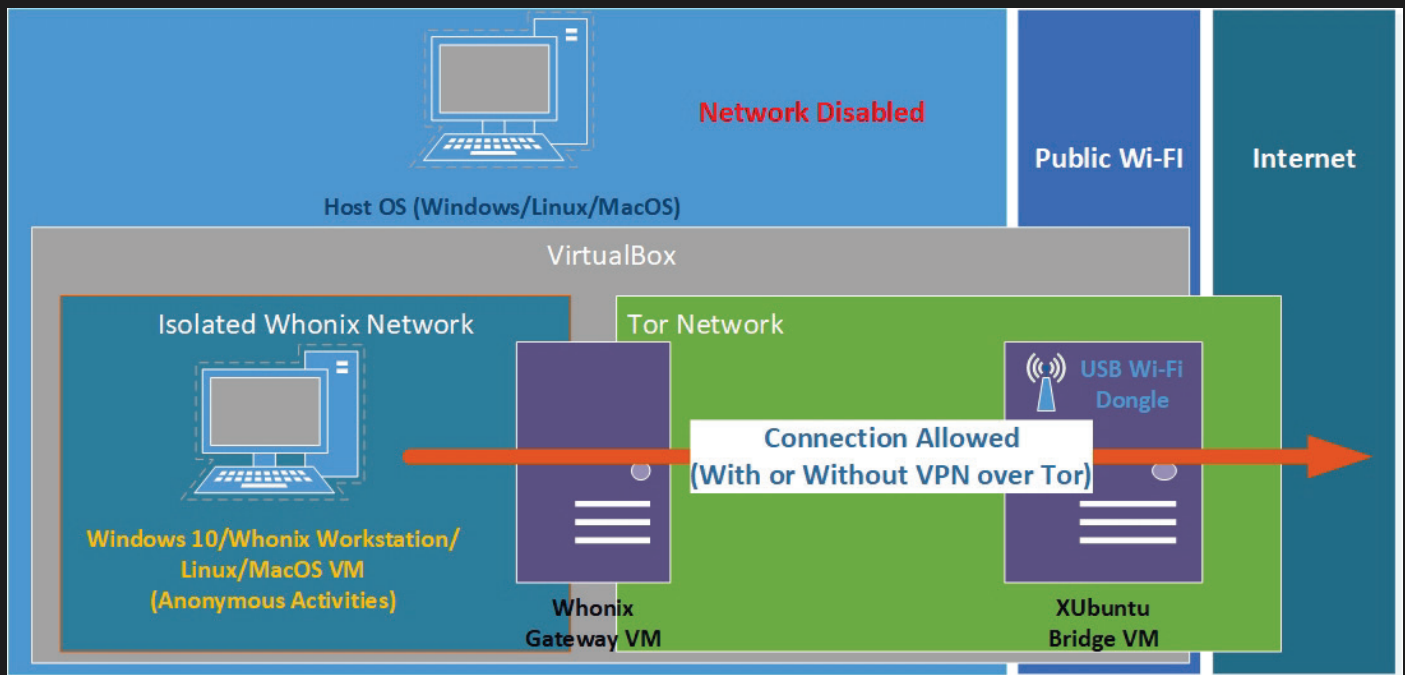 Network Disabled
Public Wi-FI
Internet
Host OS (Windows/Linux/MacOS)
VirtualBox
Isolated Whonix Network
Tor Network
USB Wi-Fi
Dongle
Connection Allowed
(With or Without VPN over Tor)
Windows 10/Whonix Workstation/
Linux/MacOS VM
(Anonymous Activities)
Whonix
Gateway VM
XUbuntu
Bridge VM